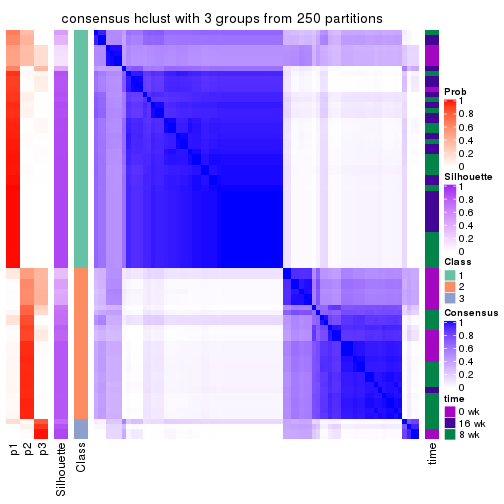 consensus hclust with 3 groups from 250 partitions
Prob
1
0.8
0.6
0.4
0.2
0
Silhouette
1
0.8
0.6
0.4
0.2
0
Class
1
2
3
Consensus
1
0.8
0.6
0.4
0.2
0
time
0 wk
16 wk
8 wk
p1
p2
p3
Silhouette
Class
time